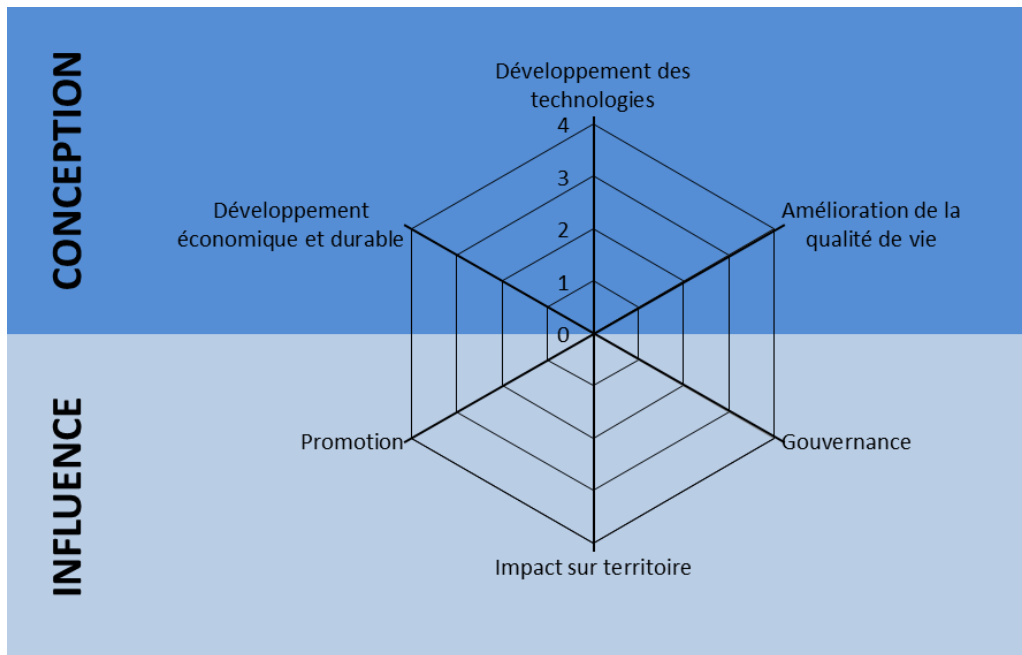 CONCEPTION
Développement des
technologies
4
3
2
1
0
Développement
économique et durable
Amélioration de la
qualité de vie
INFLUENCE
Promotion
Gouvernance
Impact sur territoire